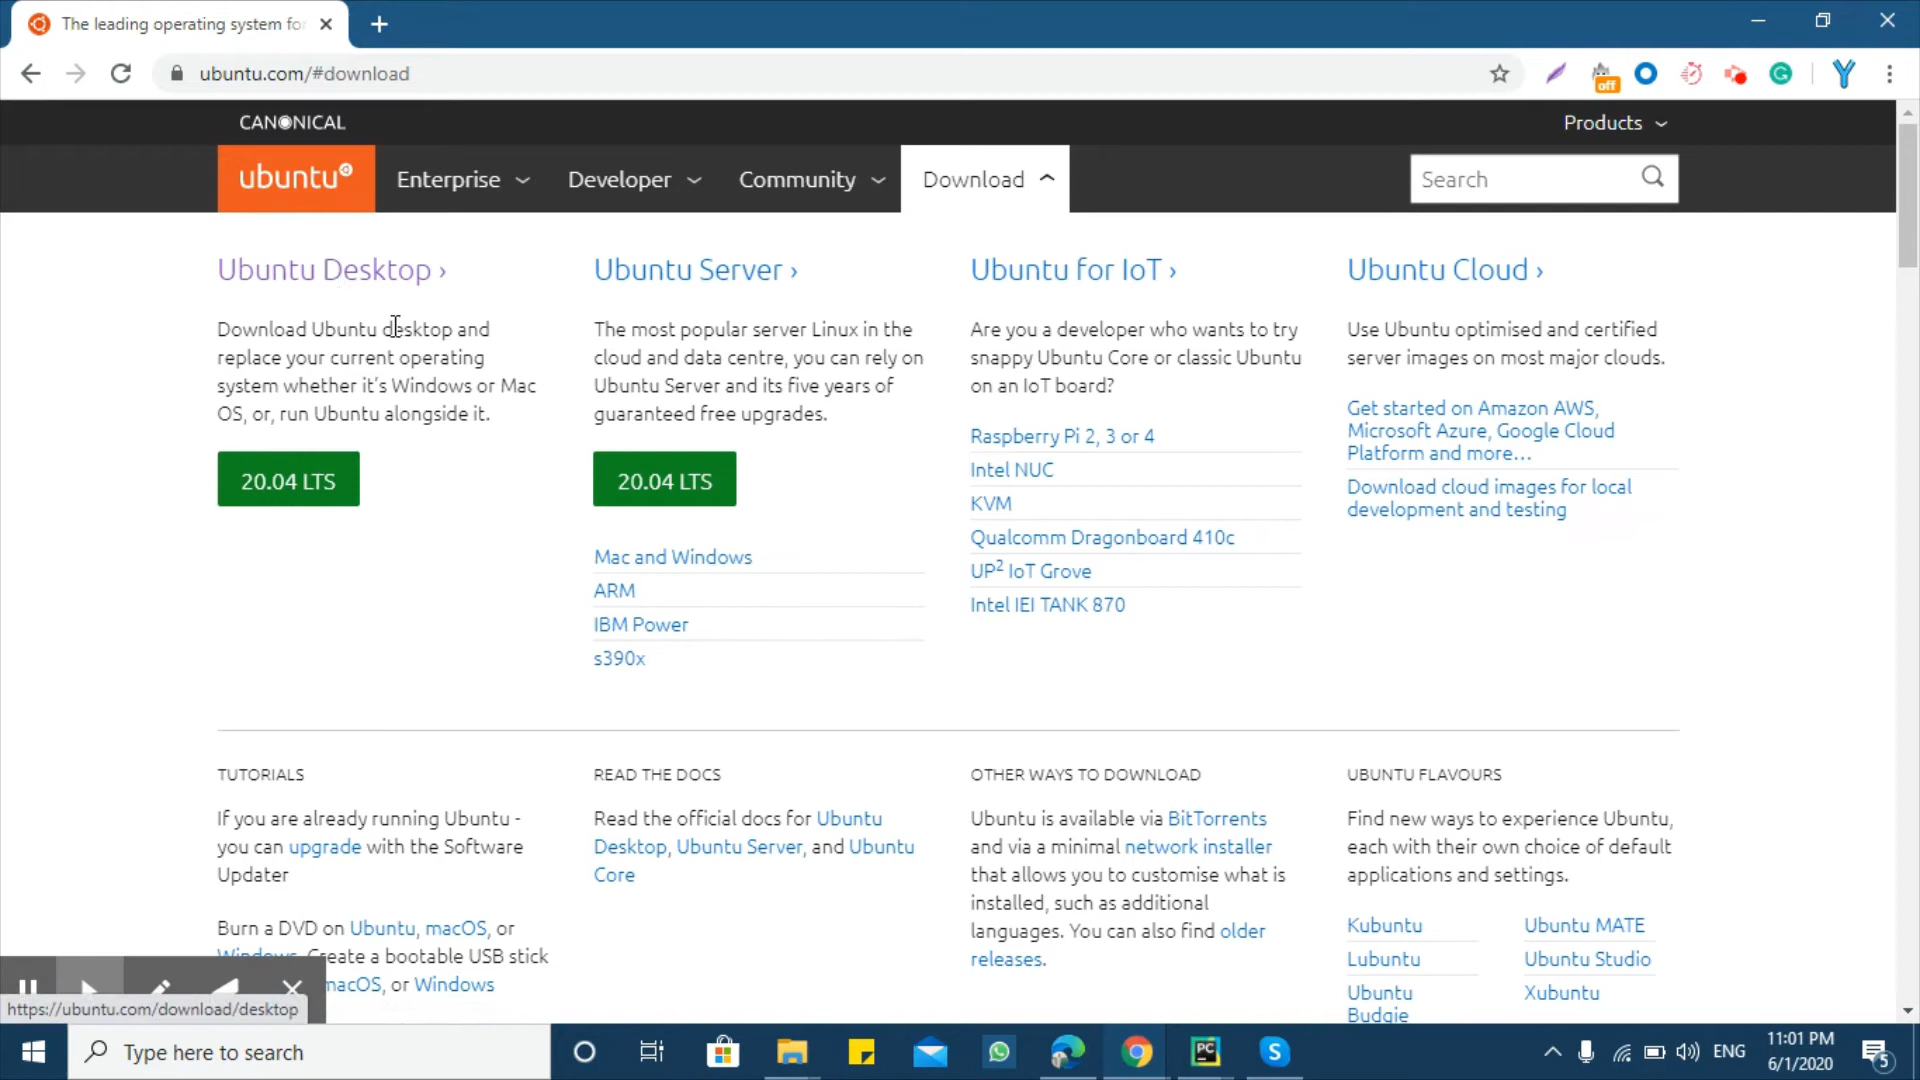 The leading operating system fo
ubuntu.com/#download
off
CANONICAL
Products
ubuntu
Enterprise
Developer
Community
Download
Search
Ubuntu Desktop ›
Download Ubuntu desktop and
replace your current operating
system whether it's Windows or Mac
OS, or, run Ubuntu alongside it.
20.04 LTS
Ubuntu Server ›
The most popular server Linux in the
cloud and data centre, you can rely on
Ubuntu Server and its five years of
guaranteed free upgrades.
20.04 LTS
Mac and Windows
ARM
IBM Power
s390x
Ubuntu for IoT ›
Are you a developer who wants to try
snappy Ubuntu Core or classic Ubuntu
on an IoT board?
Raspberry Pi 2, 3 or 4
Intel NUC
KVM
Qualcomm Dragonboard 410c
UP² IoT Grove
Intel IEI TANK 870
Ubuntu Cloud ›
Use Ubuntu optimised and certified
server images on most major clouds.
Get started on Amazon AWS,
Microsoft Azure, Google Cloud
Platform and more…
Download cloud images for local
development and testing
TUTORIALS
If you are already running Ubuntu -
you can upgrade with the Software
Updater
Burn a DVD on Ubuntu, macOS, or
Windows. Create a bootable USB stick
macOS, or Windows
READ THE DOCS
Read the official docs for Ubuntu
Desktop, Ubuntu Server, and Ubuntu
Core
OTHER WAYS TO DOWNLOAD
Ubuntu is available via BitTorrents
and via a minimal network installer
that allows you to customise what is
installed, such as additional
languages. You can also find older
releases.
UBUNTU FLAVOURS
Find new ways to experience Ubuntu,
each with their own choice of default
applications and settings.
Kubuntu
Lubuntu
Ubuntu
Budgie
Ubuntu MATE
Ubuntu Studio
Xubuntu
https://ubuntu.com/download/desktop
Type here to search
PC
ENG
11:01 PM
6/1/2020
5